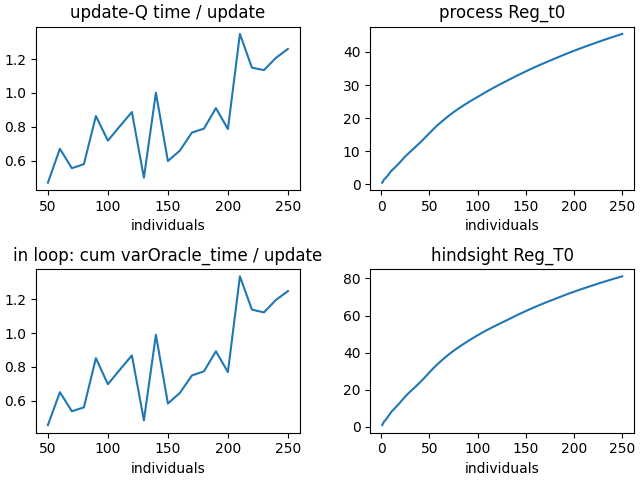 update-Q time / update
1.2
1.0
0.8
0.6
50 100 150 200 250
individuals
process Reg_t0
40
30
20
10
0
0 50 100 150 200 250
individuals
in loop: cum varOracle_time / update
1.2
1.0
0.8
0.6
50 100 150 200 250
individuals
hindsight Reg_T0
80
60
40
20
0
0 50 100 150 200 250
individuals